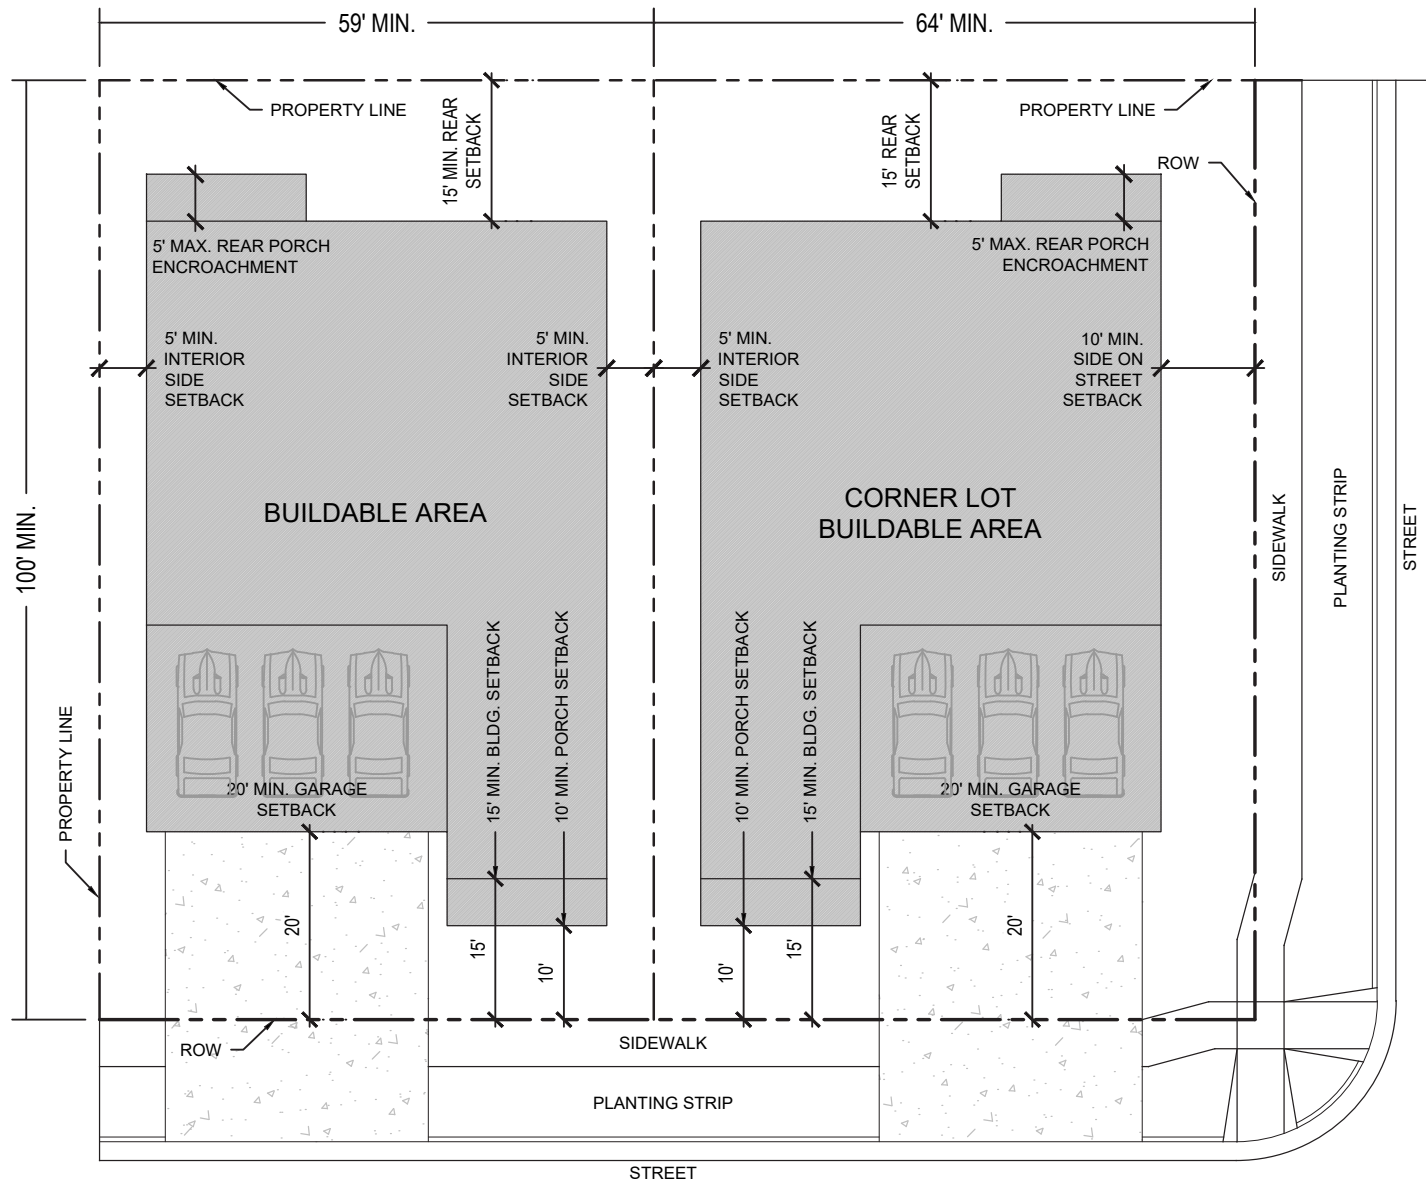 59' MIN.
64' MIN.
PROPERTY LINE
PROPERTY LINE
15' MIN. REAR
SETBACK
15' REAR
SETBACK
ROW
5' MAX. REAR PORCH
ENCROACHMENT
5' MAX. REAR PORCH
ENCROACHMENT
5' MIN.
INTERIOR
SIDE
SETBACK
5' MIN.
INTERIOR
SIDE
SETBACK
5' MIN.
INTERIOR
SIDE
SETBACK
10' MIN.
SIDE ON
STREET
SETBACK
100' MIN.
BUILDABLE AREA
CORNER LOT
BUILDABLE AREA
SIDEWALK
PLANTING STRIP
STREET
PROPERTY LINE
15' MIN. BLDG. SETBACK
10' MIN. PORCH SETBACK
10' MIN. PORCH SETBACK
15' MIN. BLDG. SETBACK
20' MIN. GARAGE
SETBACK
20' MIN. GARAGE
SETBACK
20'
15'
10'
10'
15'
20'
ROW
SIDEWALK
PLANTING STRIP
STREET